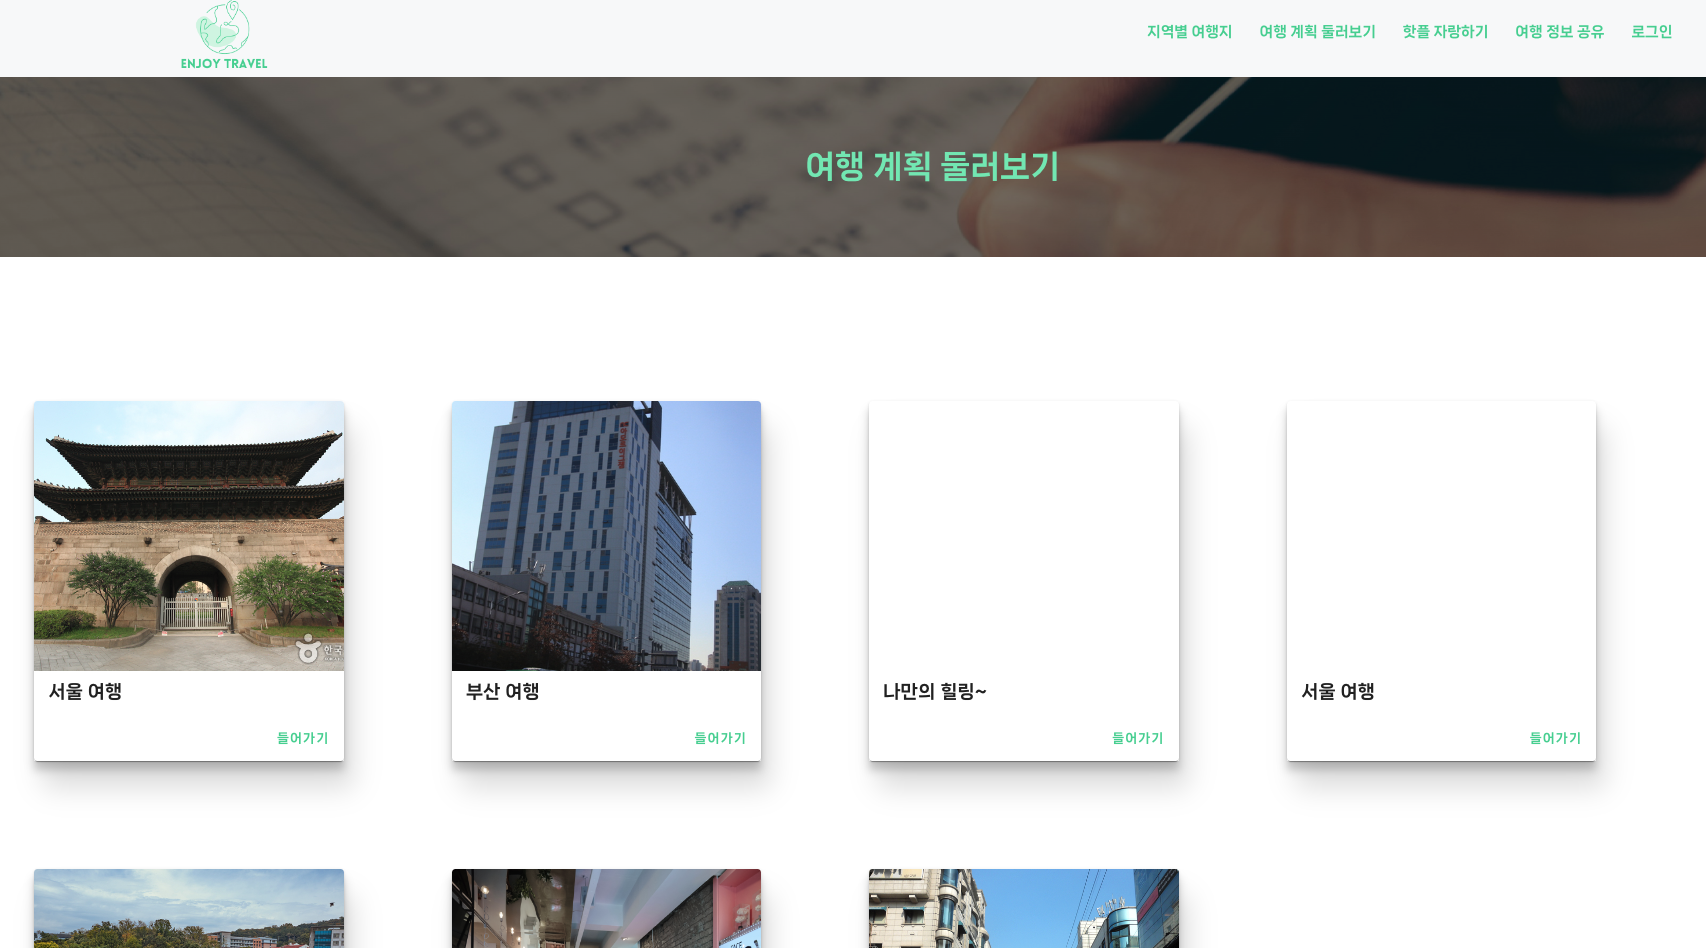 ENJOY TRAVEL
지역별 여행지 여행 계획 둘러보기 핫플 자랑하기 여행 정보 공유 로그인
여행 계획 둘러보기
한국
서울 여행
들어가기
부산 여행
들어가기
나만의 힐링~
들어가기
서울 여행
들어가기